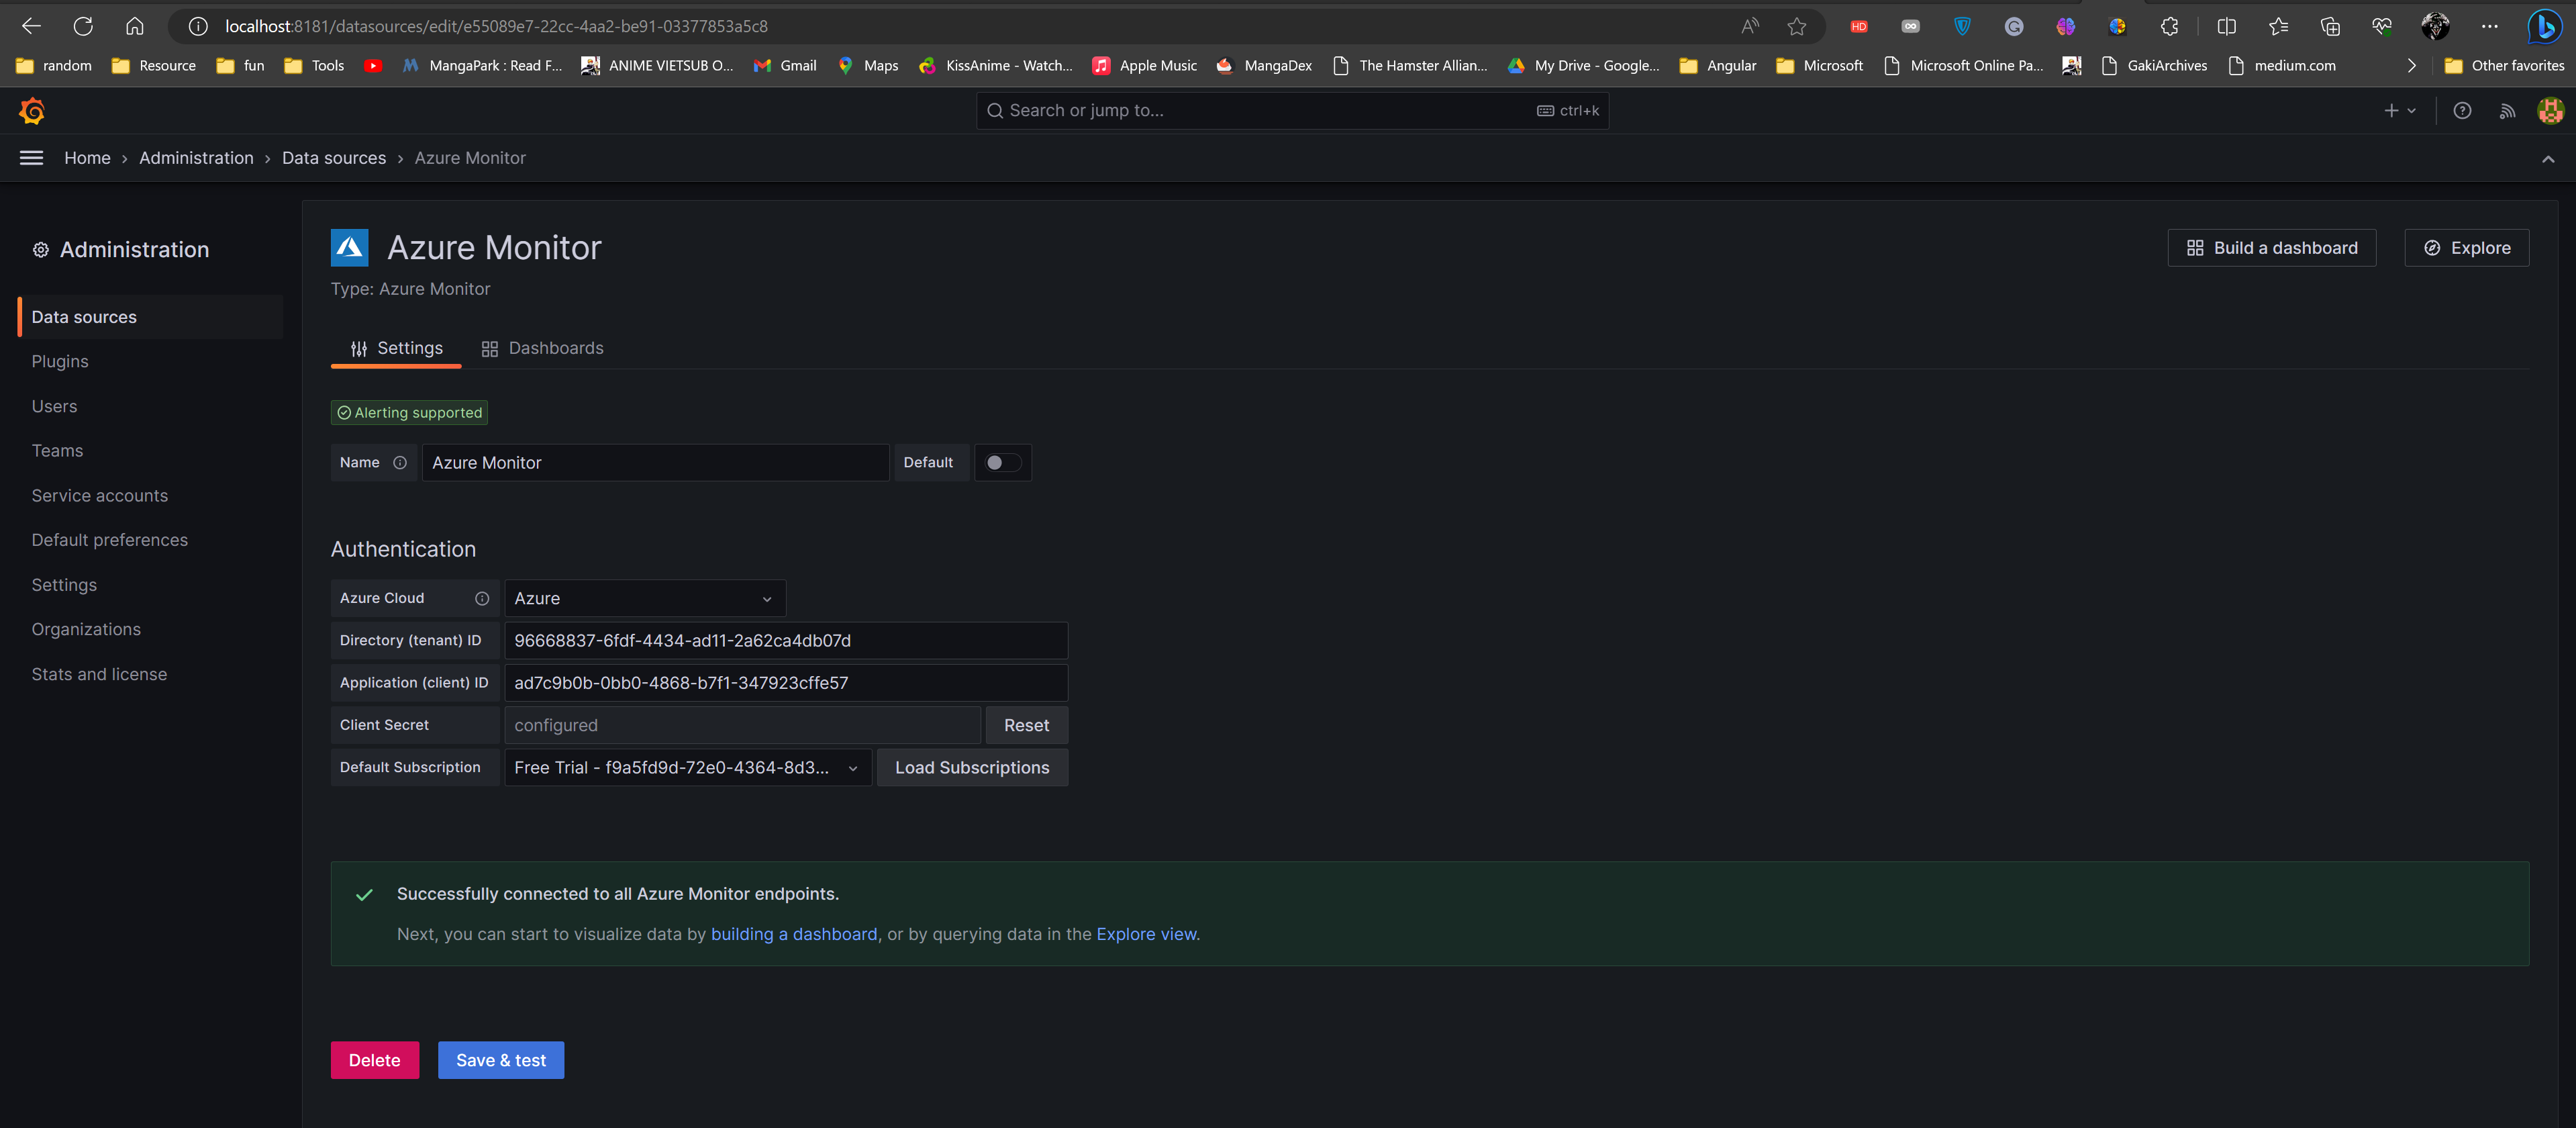 localhost:8181/datasources/edit/e55089e7-22cc-4aa2-be91-03377853a5c8
random Resource fun Tools MangaPark : Read F... ANIME VIETSUB O... Gmail Maps KissAnime - Watch... Apple Music MangaDex The Hamster Allian... My Drive - Google... Angular Microsoft Microsoft Online Pa... GakiArchives medium.com Other favorites
Search or jump to... ctrl+k
Home › Administration › Data sources › Azure Monitor
Administration
Data sources
Plugins
Users
Teams
Service accounts
Default preferences
Settings
Organizations
Stats and license
Azure Monitor
Build a dashboard
Explore
Type: Azure Monitor
Settings Dashboards
Alerting supported
Name Azure Monitor Default
Authentication
Azure Cloud Azure
Directory (tenant) ID 96668837-6fdf-4434-ad11-2a62ca4db07d
Application (client) ID ad7c9b0b-0bb0-4868-b7f1-347923cffe57
Client Secret configured Reset
Default Subscription Free Trial - f9a5fd9d-72e0-4364-8d3... Load Subscriptions
Successfully connected to all Azure Monitor endpoints.
Next, you can start to visualize data by building a dashboard, or by querying data in the Explore view.
Delete Save & test